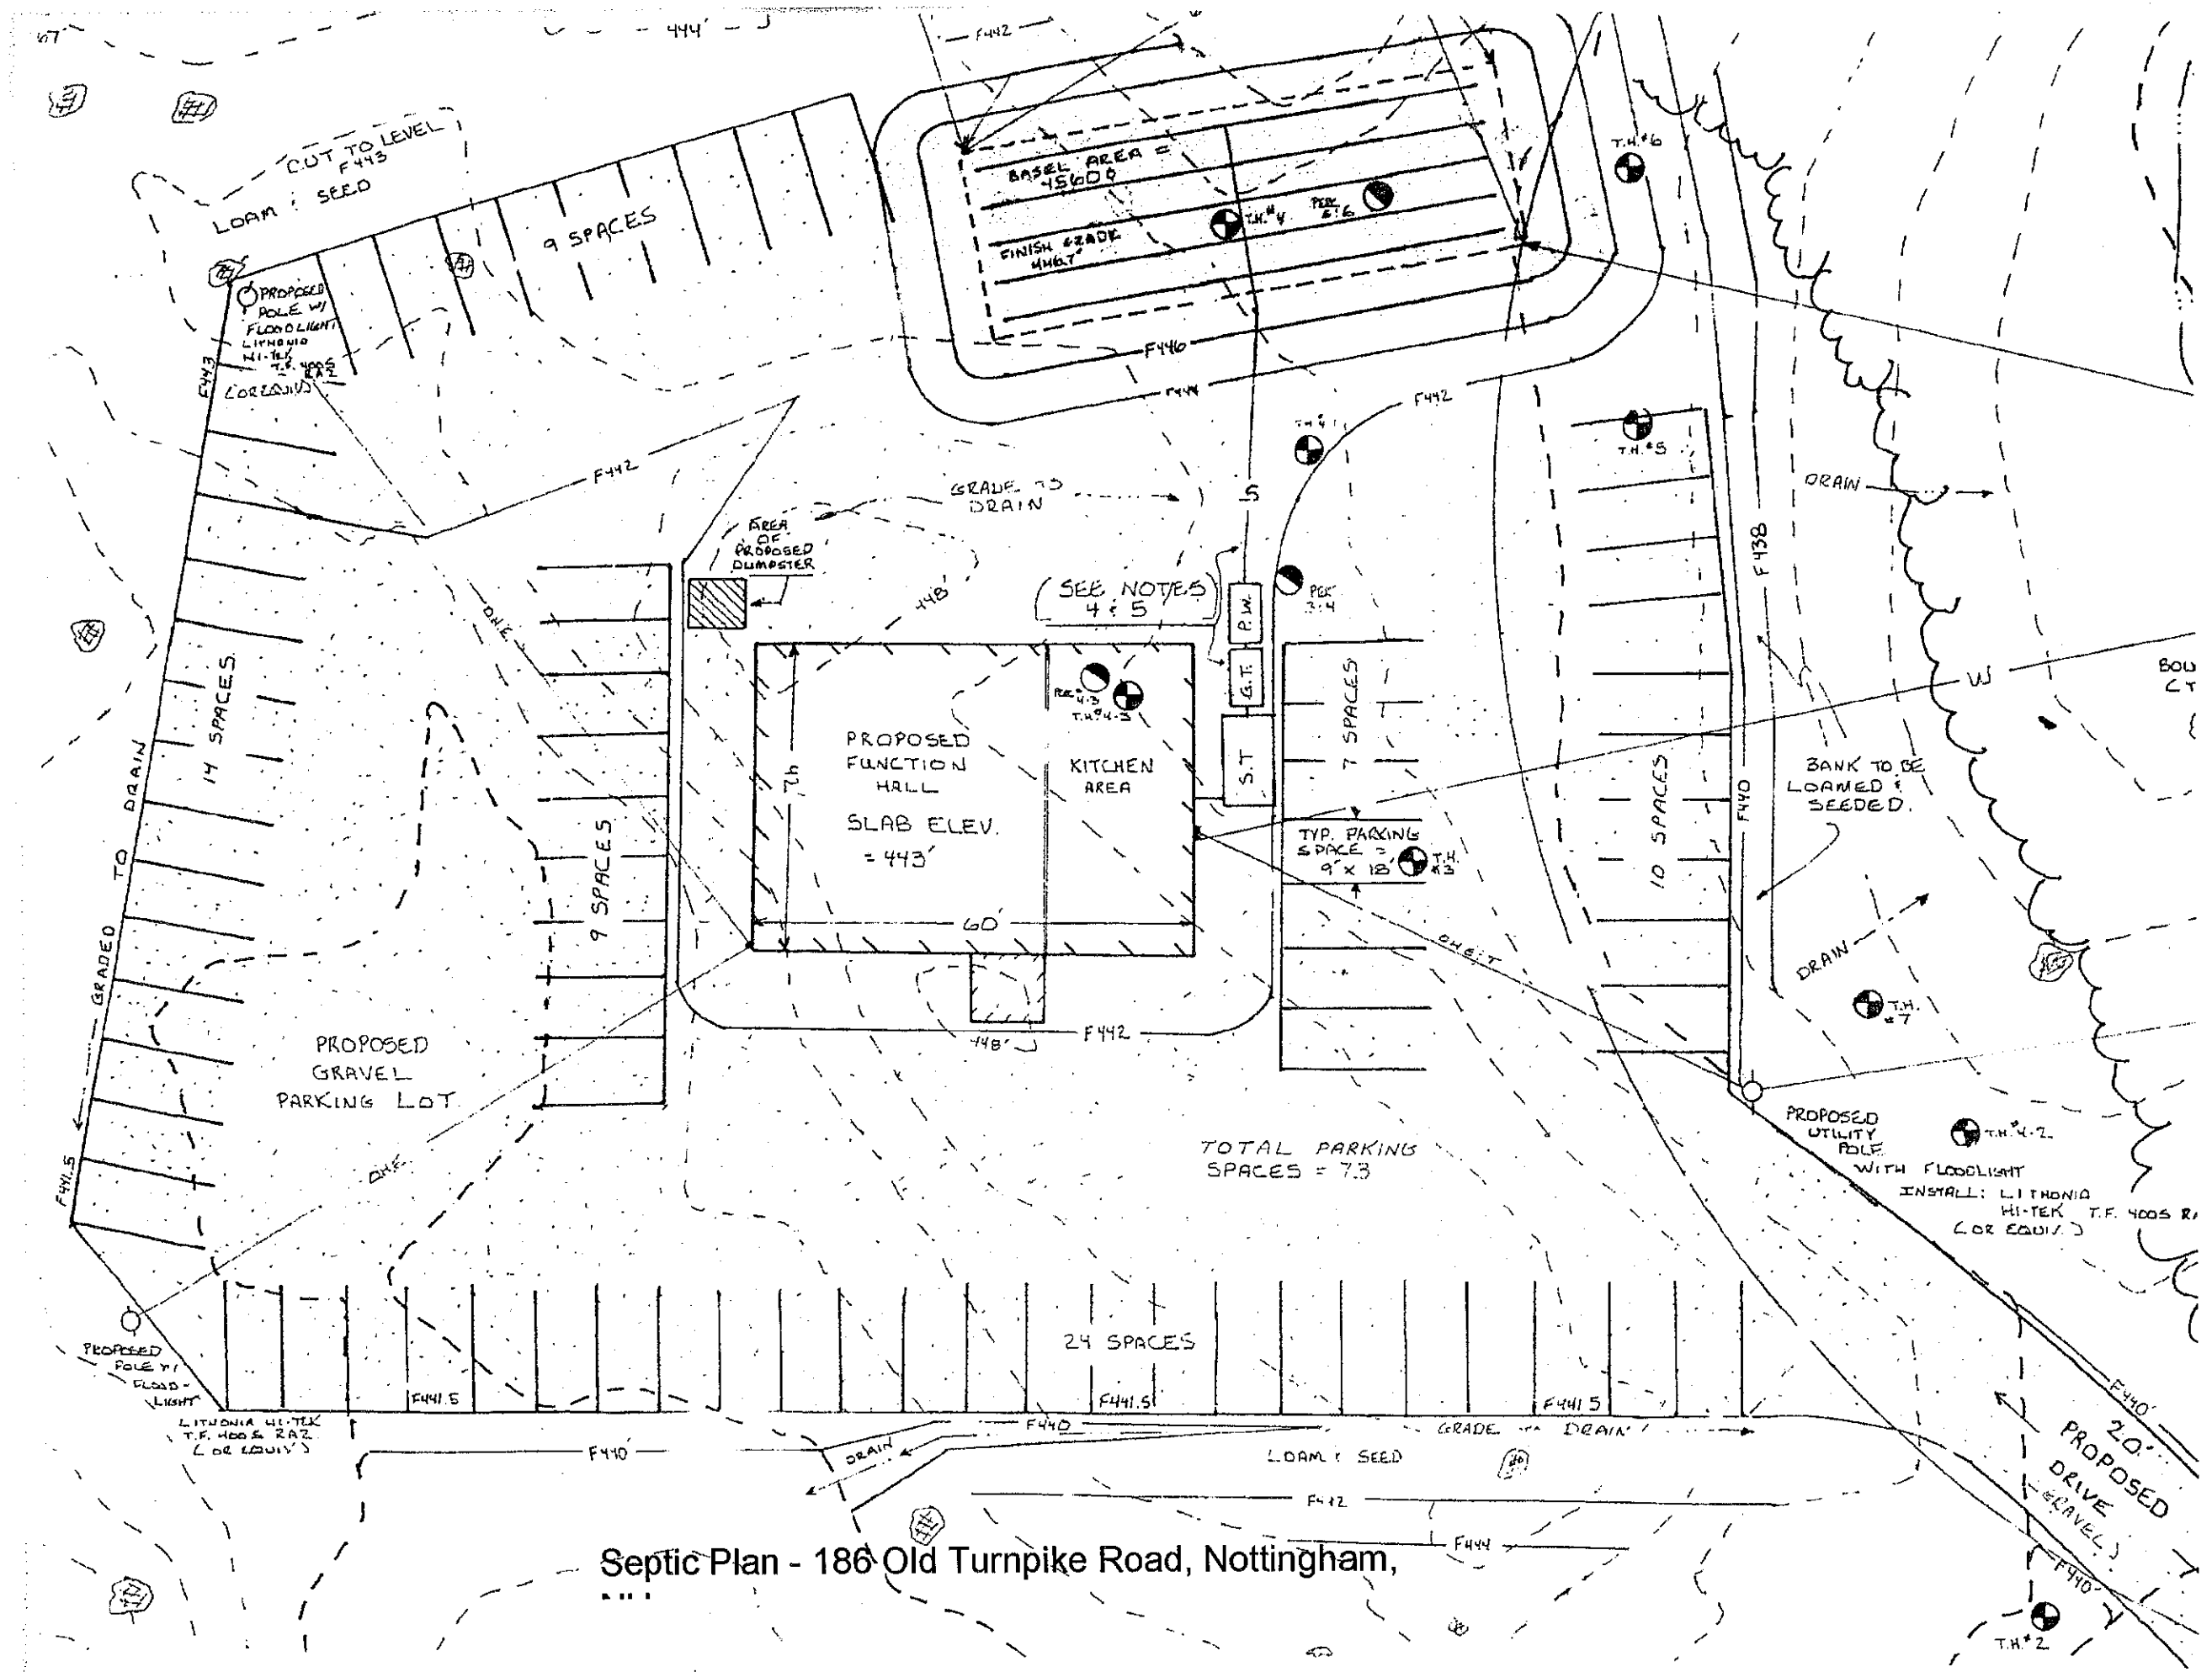 67'
444'
F442
CUT TO LEVEL
F443
LOAM & SEED
9 SPACES
BASEL AREA =
4560
FINISH GRADE
446.7'
T.H.#4
PERC
5:6
T.H.#6
PROPOSED
POLE W/
FLOODLIGHT
LITHONIA
HI-TEK
T.F. 400S
RAZ
(OR EQUIV)
F443
F446
F444
F442
F442
T.H.#5
GRADE TO
DRAIN
S
DRAIN
F438
AREA
OF
PROPOSED
DUMPSTER
448'
(SEE NOTES
4 & 5)
P.W.
PERC
3:4
G.T.
S.T
O.H.E.
14 SPACES
9 SPACES
42'
PROPOSED
FUNCTION
HALL
SLAB ELEV.
= 443'
KITCHEN
AREA
PERC#
4-3
T.H.#4-3
7 SPACES
10 SPACES
TYP. PARKING
SPACE =
9' x 18'
T.H.
#3
W
BOU
BANK TO BE
LOAMED &
SEEDED.
F440
60'
O.H.E:T
DRAIN
T.H.
#7
GRADED TO DRAIN
F441.5
448'
F442
PROPOSED
GRAVEL
PARKING LOT
O.H.E.
TOTAL PARKING
SPACES = 73
PROPOSED
UTILITY
POLE
WITH FLOODLIGHT
INSTALL: LITHONIA
HI-TEK T.F. 400S RA
(OR EQUIV.)
T.H.#4-2
24 SPACES
PROPOSED
POLE W/
FLOOD-
LIGHT
LITHONIA HI-TEK
T.F. 400S RAZ
(OR EQUIV)
F441.5
F441.5
F441.5
F440
F440'
DRAIN
GRADE TO DRAIN
LOAM & SEED
F442
F444
F440'
20'
PROPOSED
DRIVE
(GRAVEL)
F440'
T.H.#2
Septic Plan - 186 Old Turnpike Road, Nottingham,